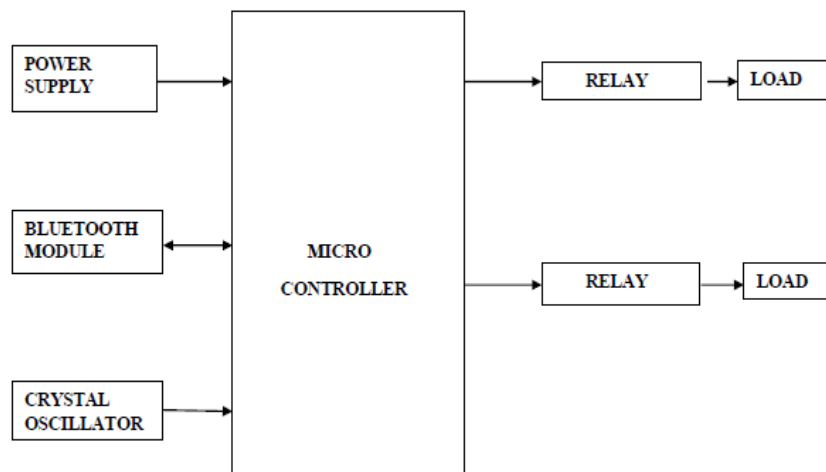 POWER
SUPPLY
RELAY
LOAD
BLUETOOTH
MODULE
MICRO
CONTROLLER
RELAY
LOAD
CRYSTAL
OSCILLATOR